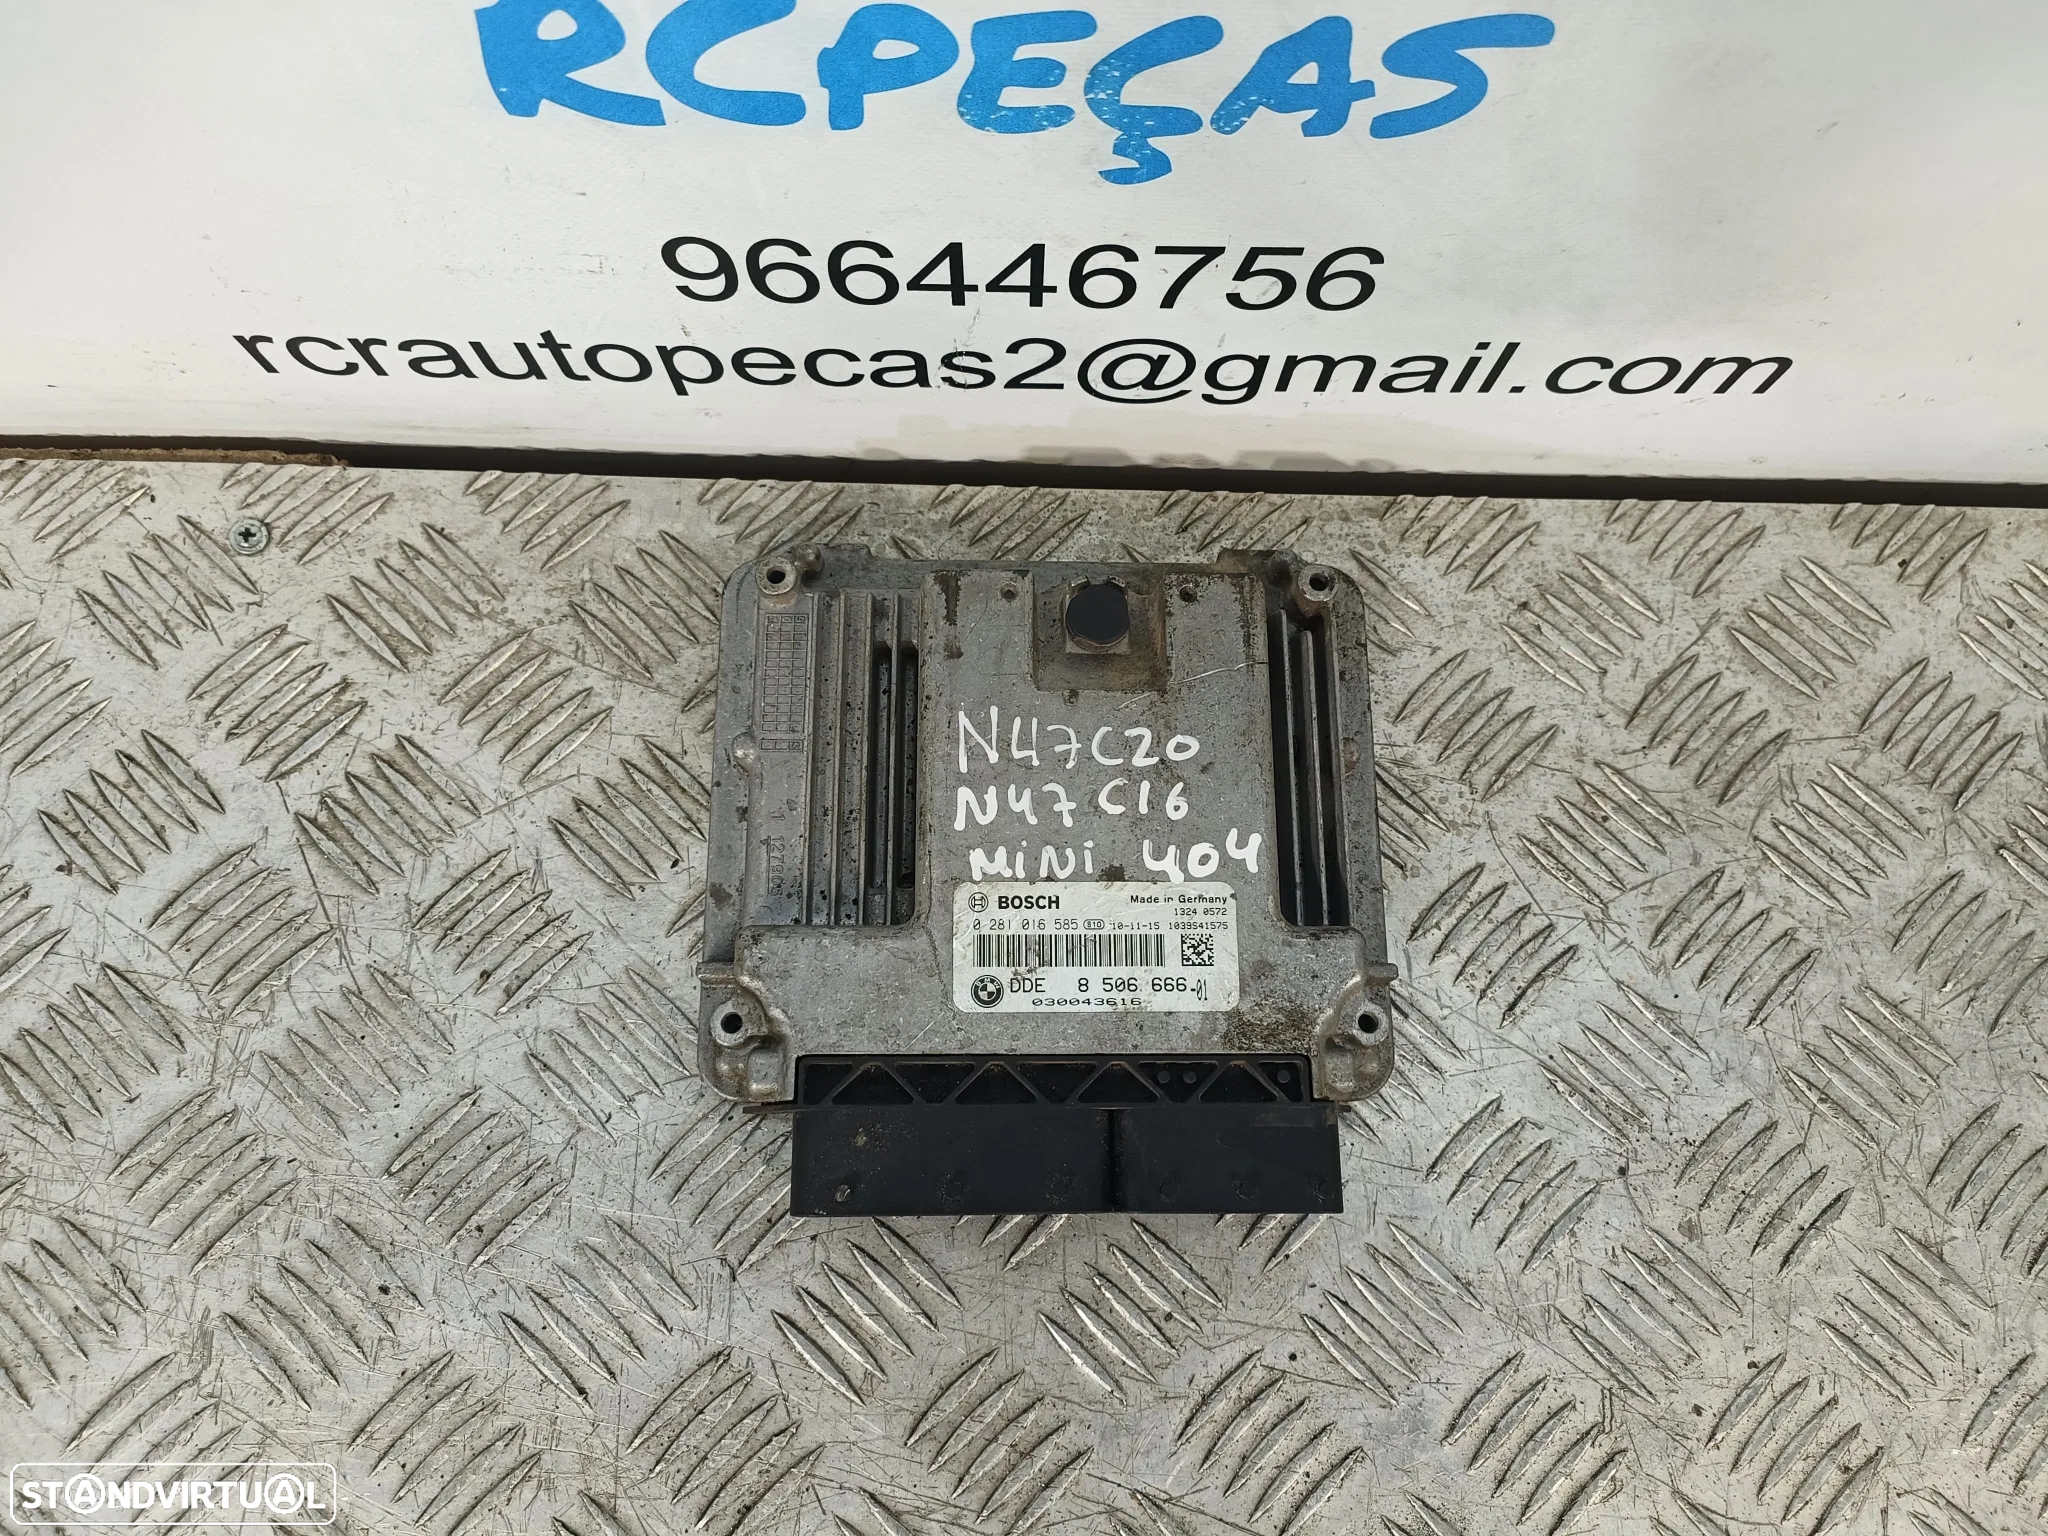 RCPEÇAS
966446756
rcrautopecas2@gmail.com
N47C20
N47C16
MINI 404
BOSCH
Made in Germany
1324 0572
0 281 016 585 S10 10-11-15 1039S41575
DDE 8 506 666-01
030043616
STANDVIRTUAL